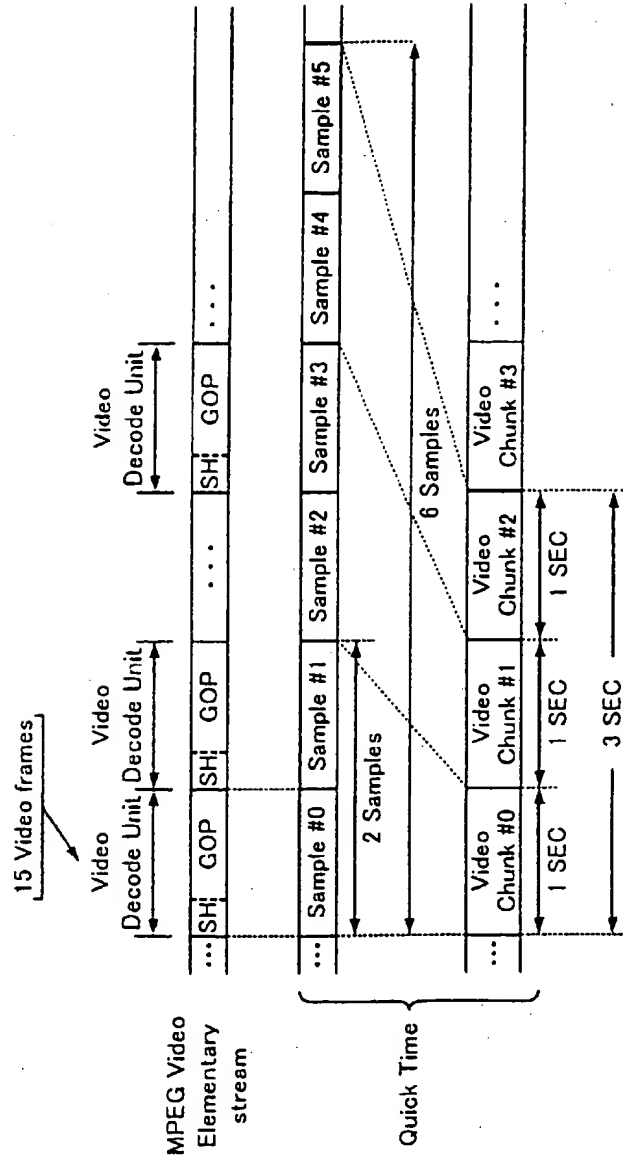 15 Video frames
Video
Decode Unit
Video
Decode Unit
Video
Decode Unit
MPEG Video
Elementary
stream
... SH GOP SH GOP ... SH GOP ...
... Sample #0 Sample #1 Sample #2 Sample #3 Sample #4 Sample #5
2 Samples
6 Samples
Quick Time
... Video Chunk #0 Video Chunk #1 Video Chunk #2 Video Chunk #3 ...
1 SEC 1 SEC 1 SEC
3 SEC